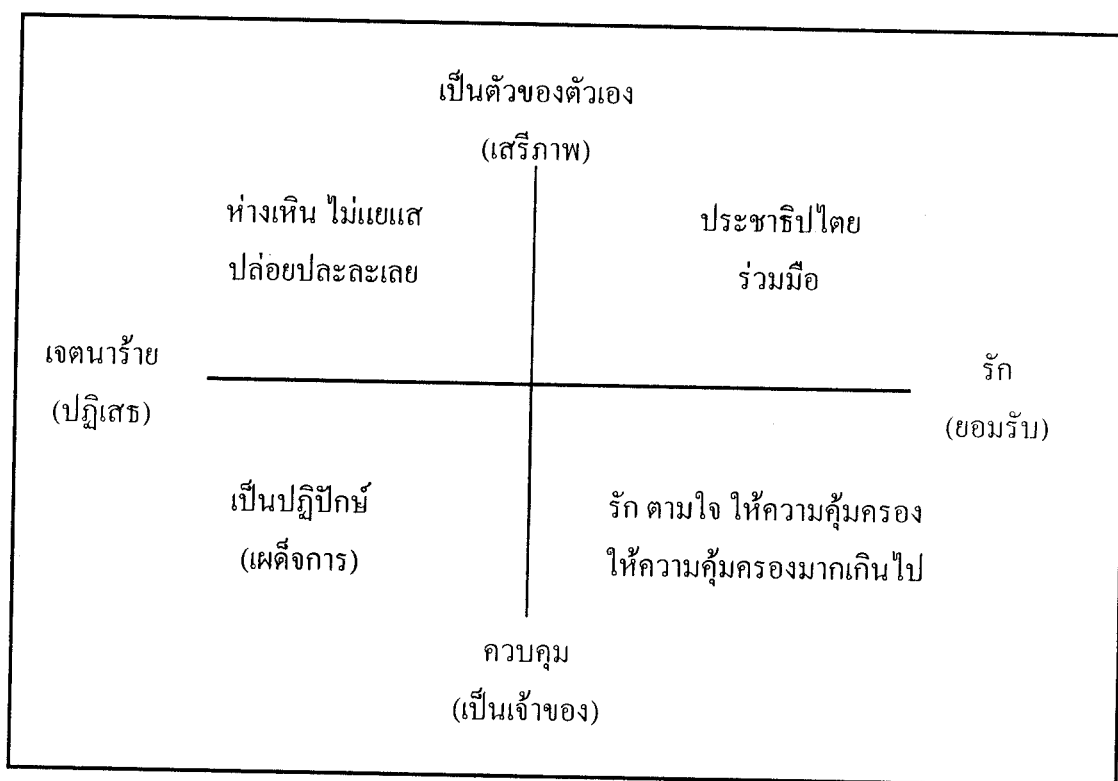 เป็นตัวของตัวเอง
(เสรีภาพ)
ห่างเหิน ไม่แยแส
ปล่อยปละละเลย
ประชาธิปไตย
ร่วมมือ
เจตนาร้าย
(ปฏิเสธ)
รัก
(ยอมรับ)
เป็นปฏิปักษ์
(เผด็จการ)
รัก ตามใจ ให้ความคุ้มครอง
ให้ความคุ้มครองมากเกินไป
ควบคุม
(เป็นเจ้าของ)